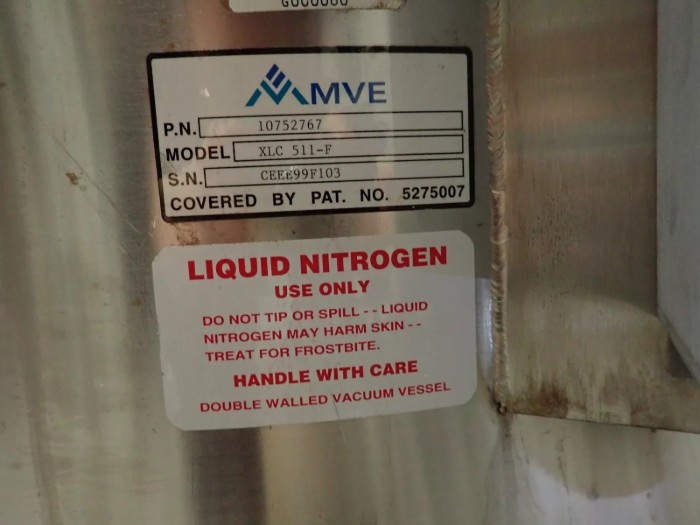 MVE
P.N. 10752767
MODEL XLC 511-F
S.N. CEEE99F103
COVERED BY PAT. NO. 5275007
LIQUID NITROGEN
USE ONLY
DO NOT TIP OR SPILL - - LIQUID
NITROGEN MAY HARM SKIN - -
TREAT FOR FROSTBITE.
HANDLE WITH CARE
DOUBLE WALLED VACUUM VESSEL